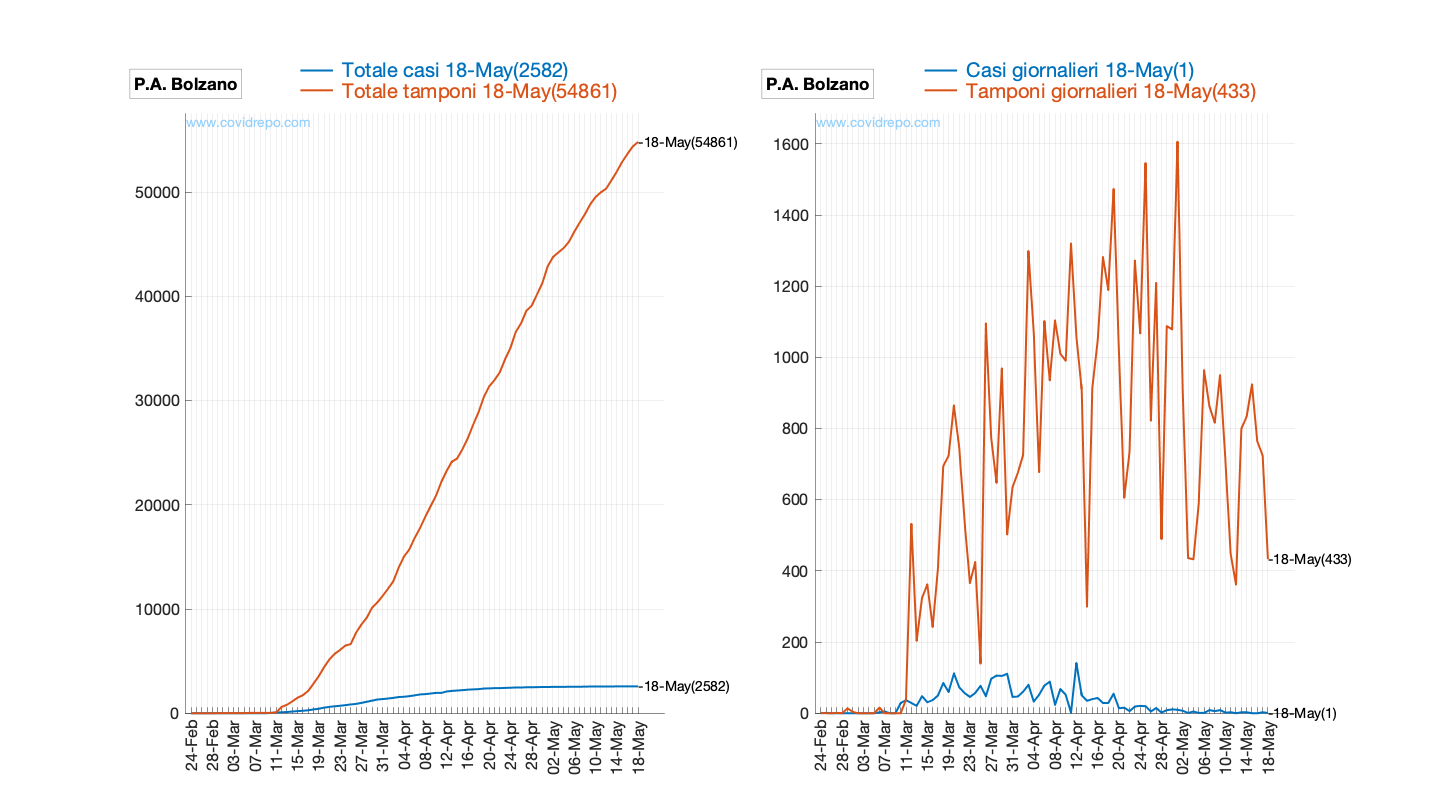 P.A. Bolzano
Totale casi 18-May(2582)
Totale tamponi 18-May(54861)
www.covidrepo.com
18-May(54861)
50000
40000
30000
20000
10000
0
18-May(2582)
24-Feb
28-Feb
03-Mar
07-Mar
11-Mar
15-Mar
19-Mar
23-Mar
27-Mar
31-Mar
04-Apr
08-Apr
12-Apr
16-Apr
20-Apr
24-Apr
28-Apr
02-May
06-May
10-May
14-May
18-May
P.A. Bolzano
Casi giornalieri 18-May(1)
Tamponi giornalieri 18-May(433)
www.covidrepo.com
1600
1400
1200
1000
800
600
400
200
0
18-May(433)
18-May(1)
24-Feb
28-Feb
03-Mar
07-Mar
11-Mar
15-Mar
19-Mar
23-Mar
27-Mar
31-Mar
04-Apr
08-Apr
12-Apr
16-Apr
20-Apr
24-Apr
28-Apr
02-May
06-May
10-May
14-May
18-May